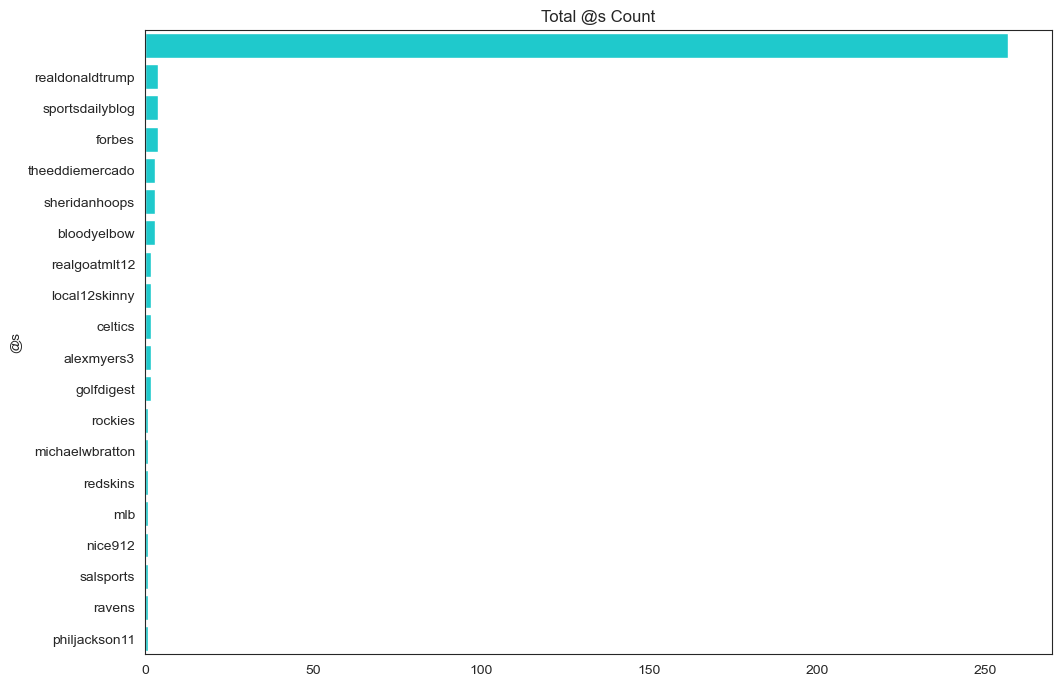 Total @s Count
realdonaldtrump
sportsdailyblog
forbes
theeddiemercado
sheridanhoops
bloodyelbow
realgoatmlt12
local12skinny
celtics
alexmyers3
golfdigest
rockies
michaelwbratton
redskins
mlb
nice912
salsports
ravens
philjackson11
@s
0 50 100 150 200 250